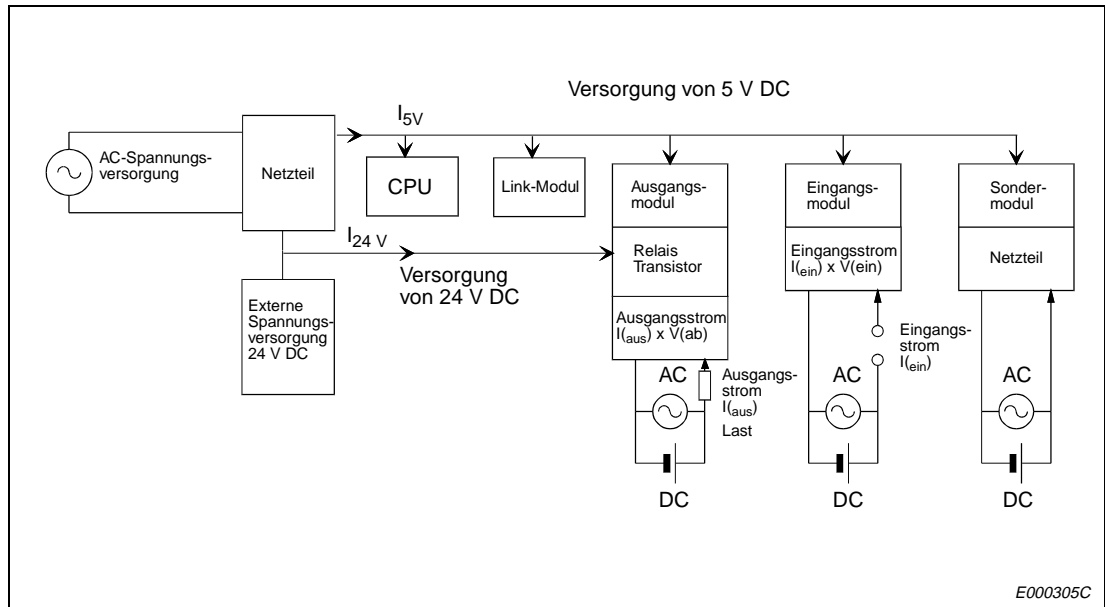 Versorgung von 5 V DC
I5V
AC-Spannungs-
versorgung
Netzteil
CPU
Link-Modul
Ausgangs-
modul
Eingangs-
modul
Sonder-
modul
I24 V
Versorgung
von 24 V DC
Relais
Transistor
Eingangsstrom
I(ein) x V(ein)
Netzteil
Externe
Spannungs-
versorgung
24 V DC
Ausgangsstrom
I(aus) x V(ab)
Eingangs-
strom
I(ein)
AC
Ausgangs-
strom
I(aus)
Last
AC
AC
DC
DC
DC
E000305C